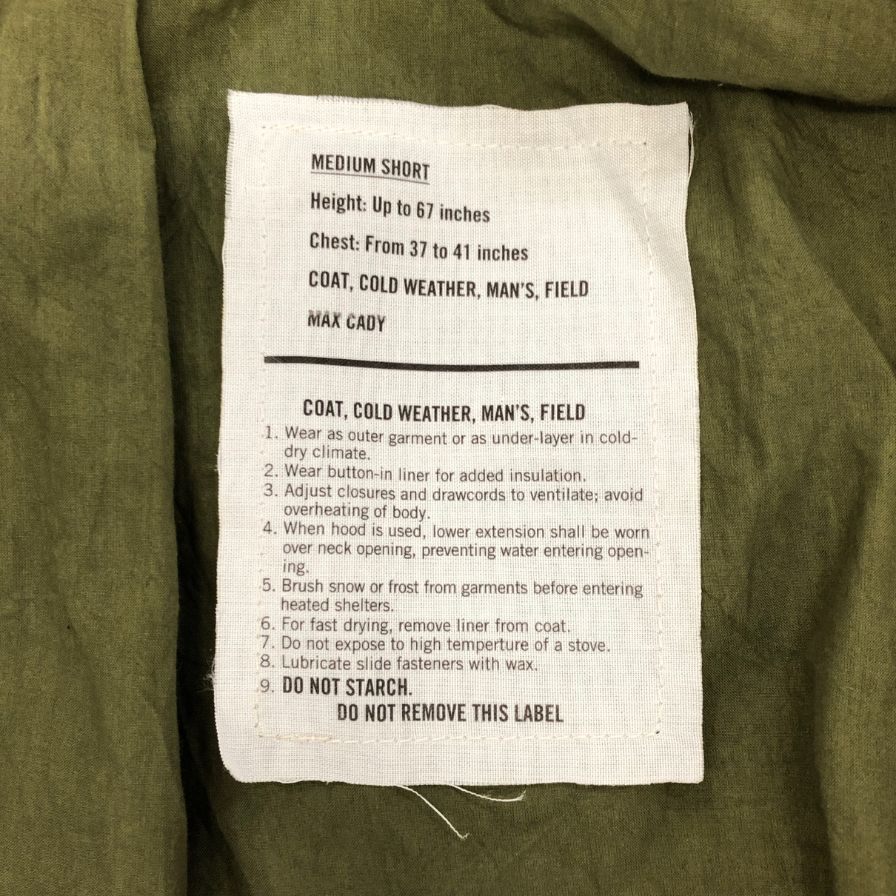 MEDIUM SHORT
Height: Up to 67 inches
Chest: From 37 to 41 inches
COAT, COLD WEATHER, MAN'S, FIELD
MAX CADY
COAT, COLD WEATHER, MAN'S, FIELD
1. Wear as outer garment or as under-layer in cold-
dry climate.
2. Wear button-in liner for added insulation.
3. Adjust closures and drawcords to ventilate; avoid
overheating of body.
4. When hood is used, lower extension shall be worn
over neck opening, preventing water entering open-
ing.
5. Brush snow or frost from garments before entering
heated shelters.
6. For fast drying, remove liner from coat.
7. Do not expose to high temperture of a stove.
8. Lubricate slide fasteners with wax.
9. DO NOT STARCH.
DO NOT REMOVE THIS LABEL